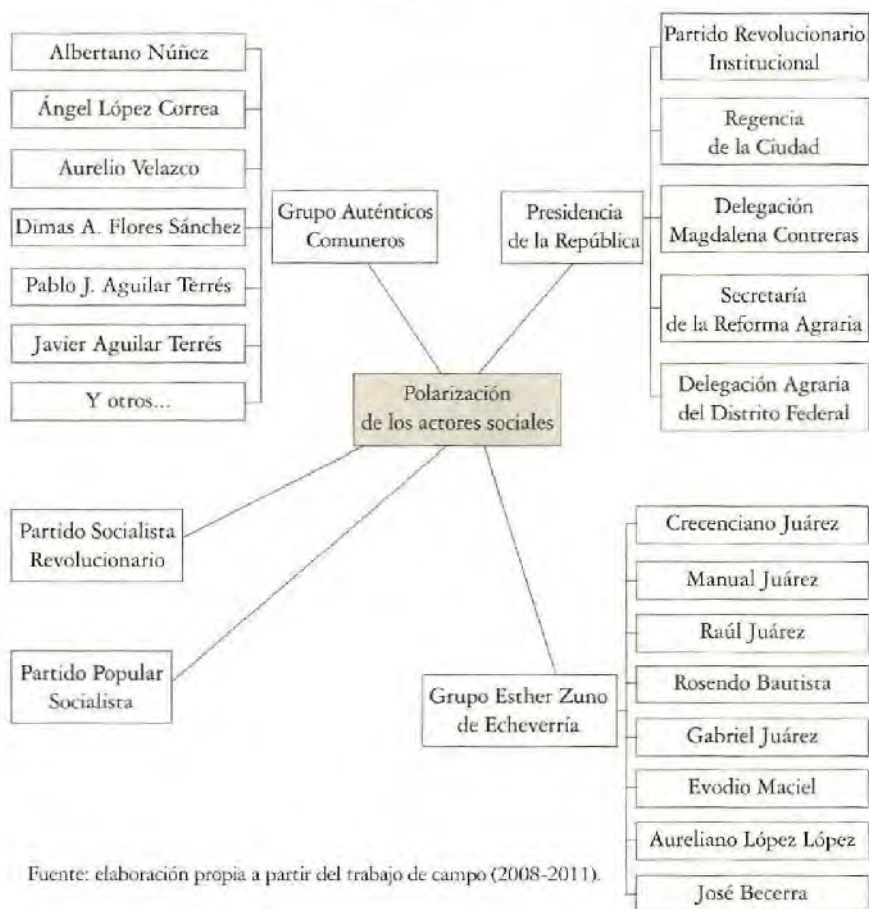 Albertano Núñez
Ángel López Correa
Aurelio Velazco
Dimas A. Flores Sánchez
Pablo J. Aguilar Terrés
Javier Aguilar Terrés
Y otros...
Grupo Auténticos
Comuneros
Presidencia
de la República
Partido Revolucionario
Institucional
Regencia
de la Ciudad
Delegación
Magdalena Contreras
Secretaría
de la Reforma Agraria
Delegación Agraria
del Distrito Federal
Polarización
de los actores sociales
Partido Socialista
Revolucionario
Partido Popular
Socialista
Grupo Esther Zuno
de Echeverría
Crecenciano Juárez
Manual Juárez
Raúl Juárez
Rosendo Bautista
Gabriel Juárez
Evodio Maciel
Aureliano López López
José Becerra
Fuente: elaboración propia a partir del trabajo de campo (2008-2011).